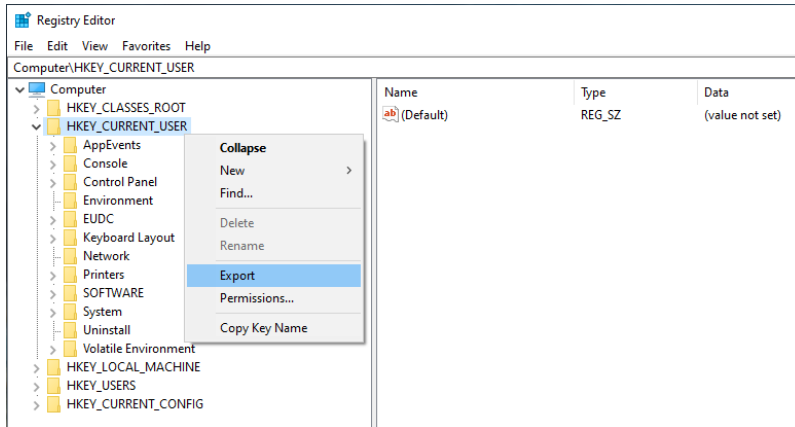 Registry Editor
File Edit View Favorites Help
Computer\HKEY_CURRENT_USER
Computer
HKEY_CLASSES_ROOT
HKEY_CURRENT_USER
AppEvents
Console
Control Panel
Environment
EUDC
Keyboard Layout
Network
Printers
SOFTWARE
System
Uninstall
Volatile Environment
HKEY_LOCAL_MACHINE
HKEY_USERS
HKEY_CURRENT_CONFIG
Collapse
New
Find...
Delete
Rename
Export
Permissions...
Copy Key Name
Name Type Data
ab (Default) REG_SZ (value not set)